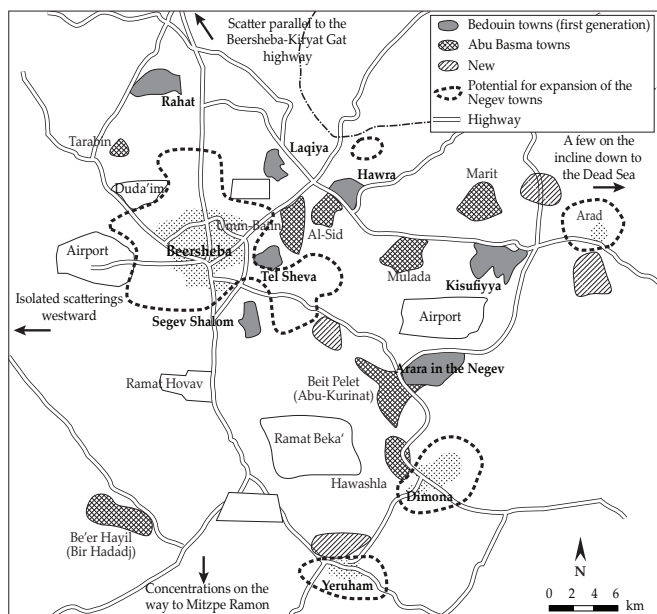 Scatter parallel to the
Beersheba-Kiryat Gat
highway
Bedouin towns (first generation)
Abu Basma towns
New
Potential for expansion of the
Negev towns
Highway
Rahat
Tarabin
Laqiya
Hawra
Marit
A few on the
incline down to
the Dead Sea
Duda'im
Umm-Batin
Al-Sid
Arad
Airport
Beersheba
Tel Sheva
Mulada
Kisufiyya
Isolated scatterings
westward
Segev Shalom
Airport
Ramat Hovav
Beit Pelet
(Abu-Kurinat)
Arara in the Negev
Ramat Beka‘
Hawashla
Dimona
Be'er Hayil
(Bir Hadadj)
Concentrations on the
way to Mitzpe Ramon
Yeruham
N
0 2 4 6
km